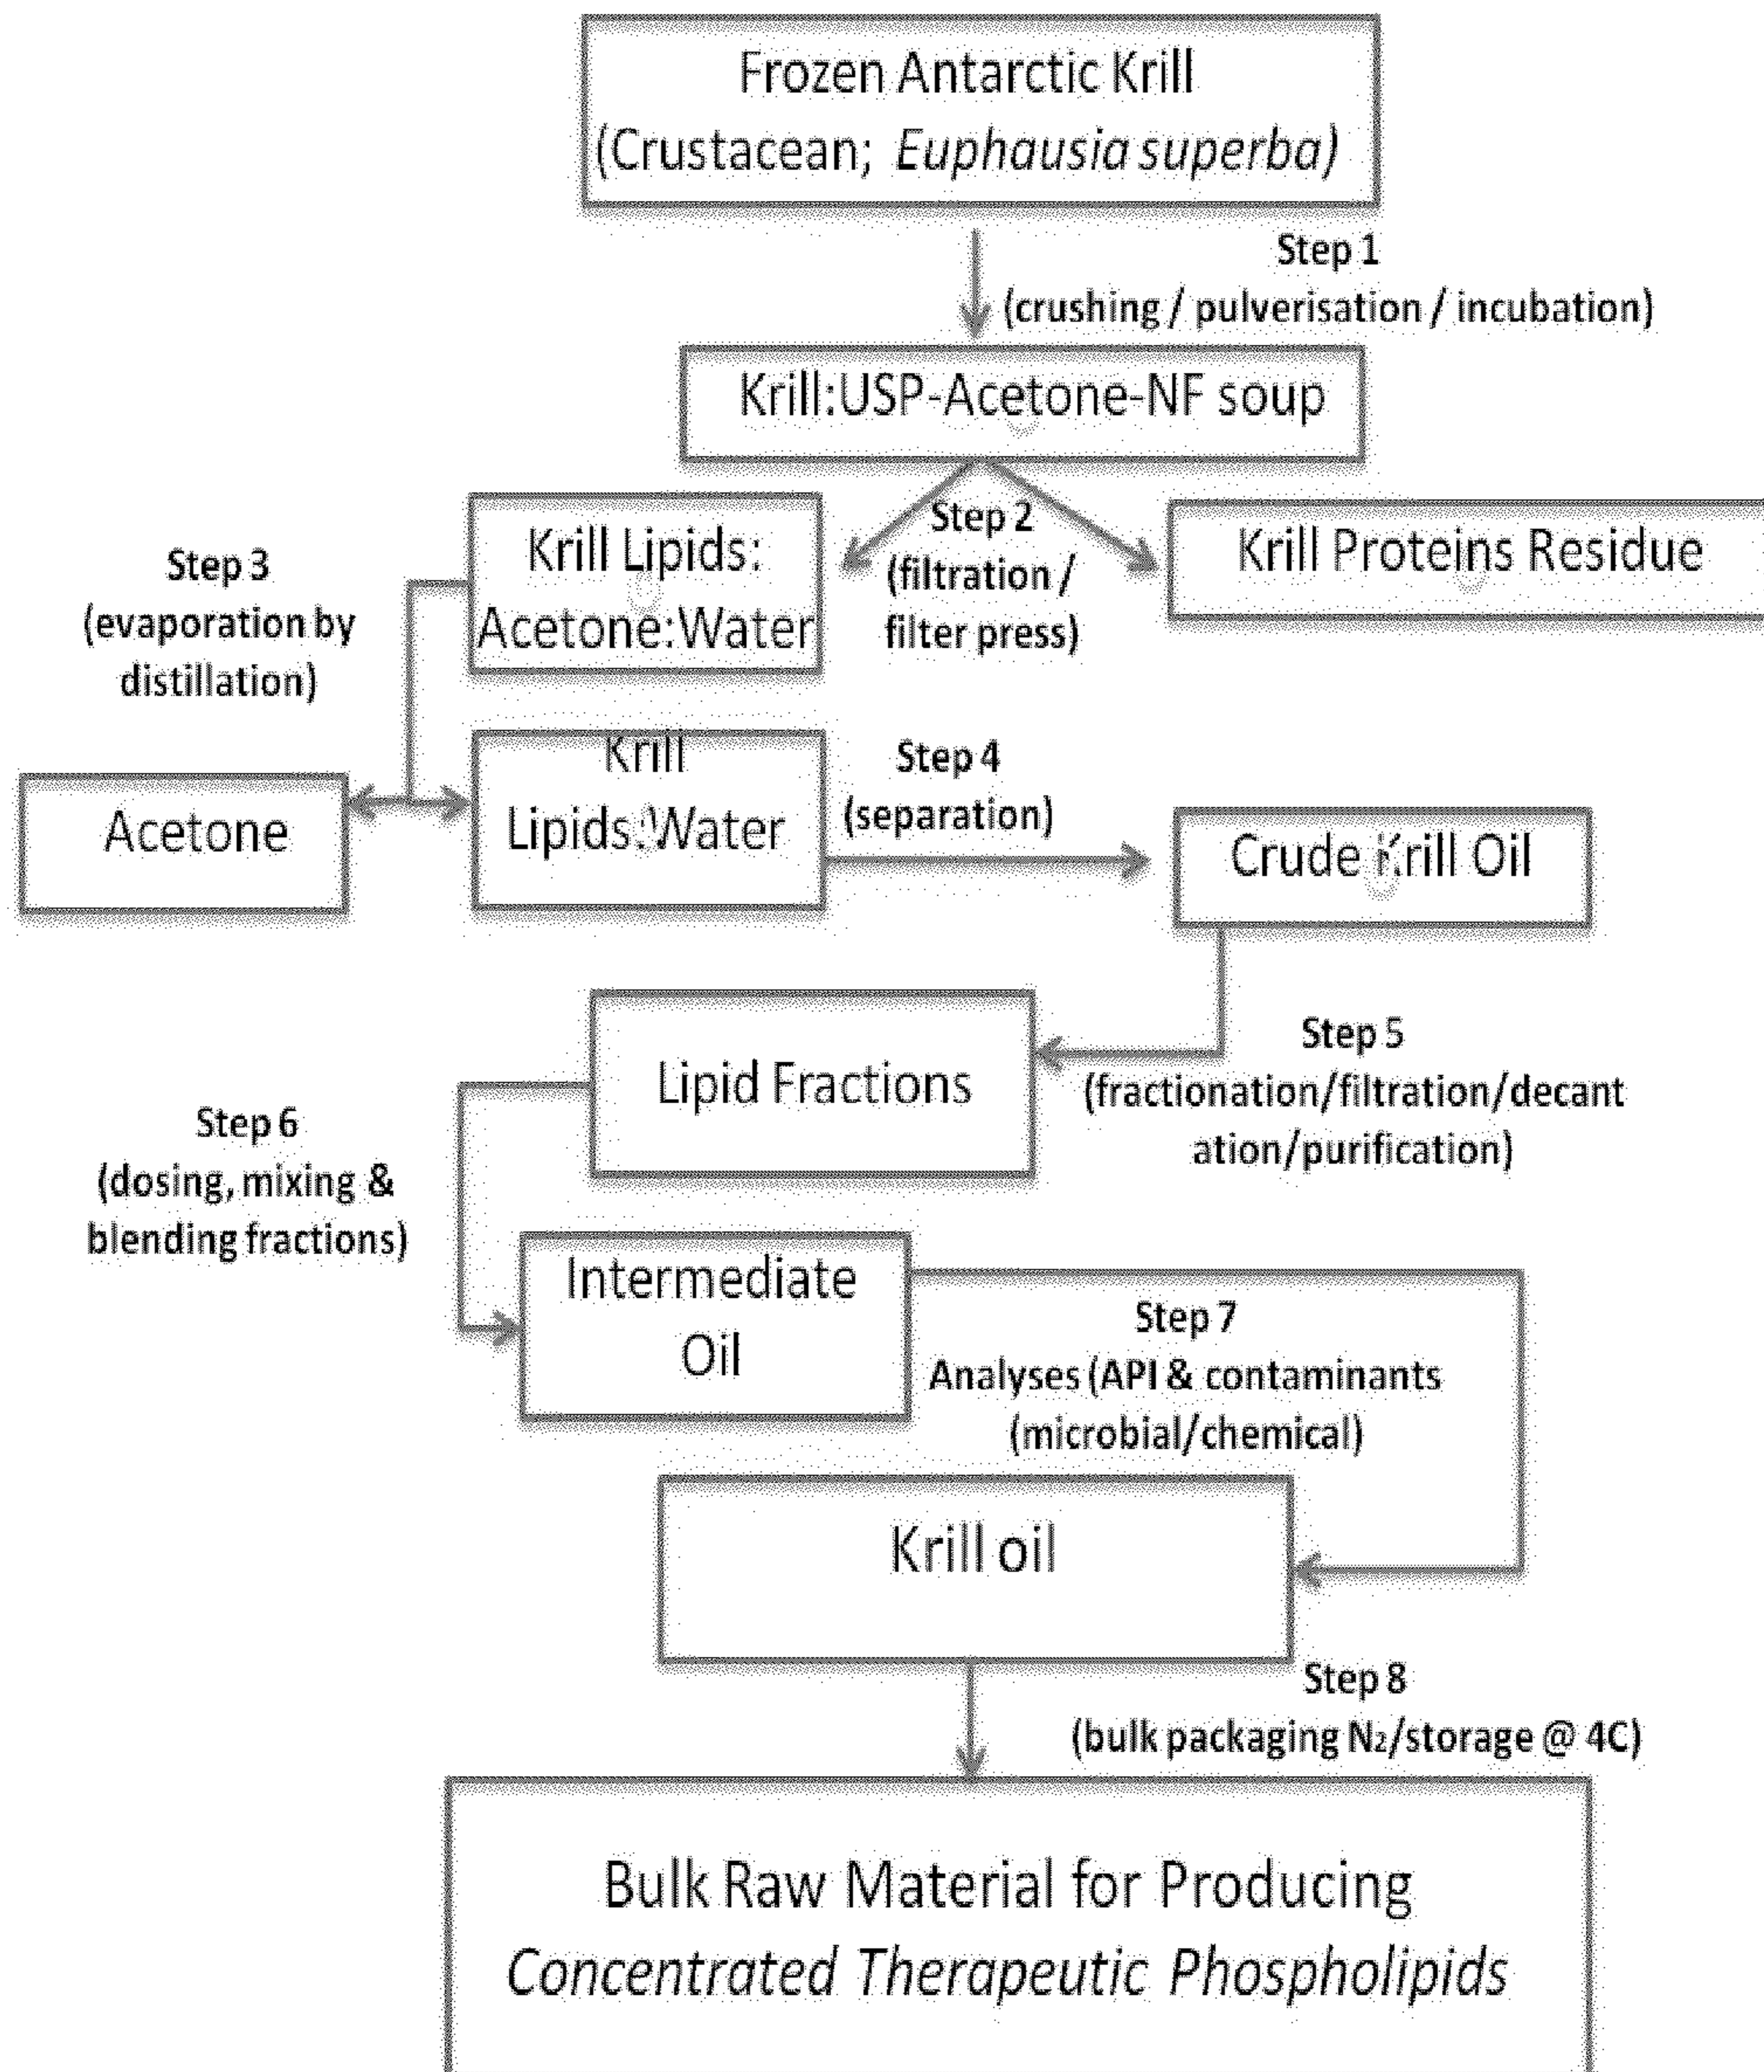 Frozen Antarctic Krill
(Crustacean; Euphausia superba)
Step 1
(crushing / pulverisation / incubation)
Krill:USP-Acetone-NF soup
Step 2
(filtration /
filter press)
Krill Lipids:
Acetone:Water
Krill Proteins Residue
Step 3
(evaporation by
distillation)
Acetone
Krill
Lipids:Water
Step 4
(separation)
Crude Krill Oil
Step 5
(fractionation/filtration/decant
ation/purification)
Lipid Fractions
Step 6
(dosing, mixing &
blending fractions)
Intermediate
Oil
Step 7
Analyses (API & contaminants
(microbial/chemical)
Krill oil
Step 8
(bulk packaging N₂/storage @ 4C)
Bulk Raw Material for Producing
Concentrated Therapeutic Phospholipids